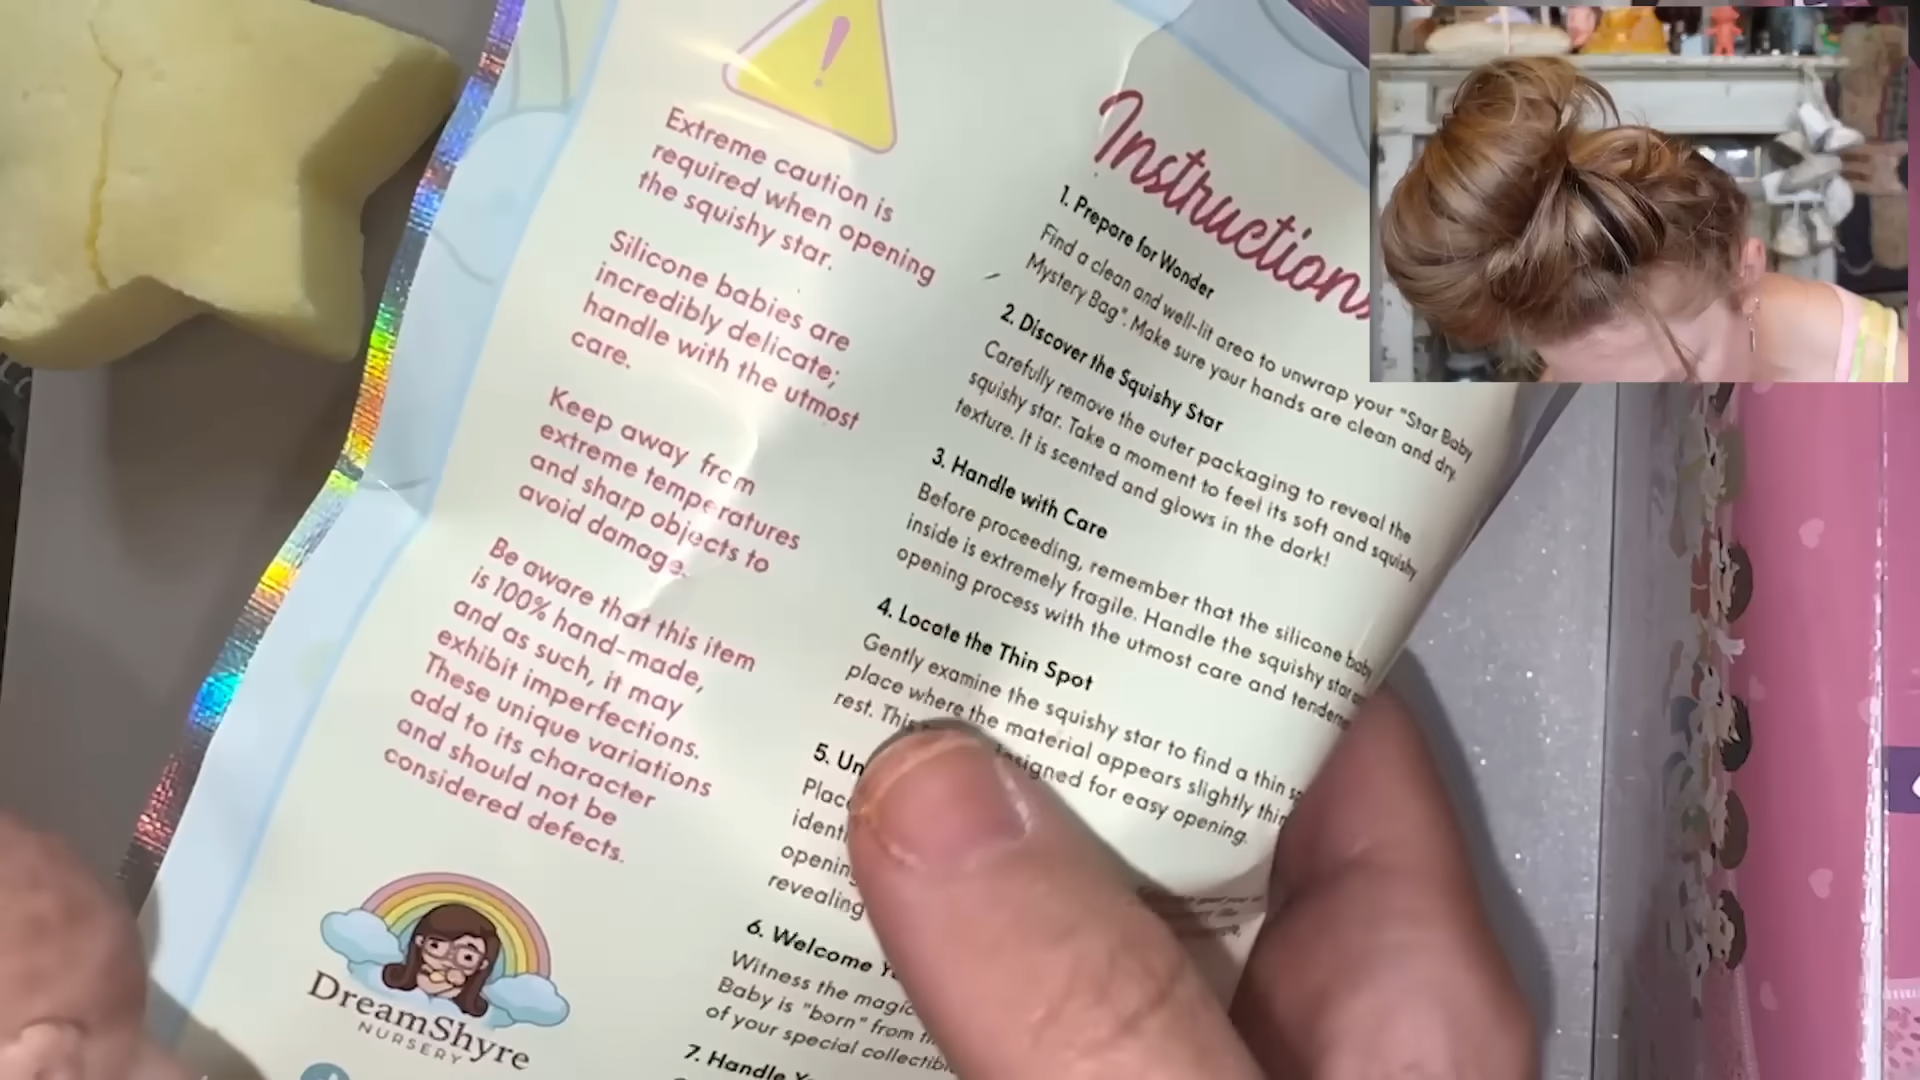 Extreme caution is
required when opening
the squishy star.
Silicone babies are
incredibly delicate;
handle with the utmost
care.
Keep away from
extreme temperatures
and sharp objects to
avoid damage.
Be aware that this item
is 100% hand-made,
and as such, it may
exhibit imperfections.
These unique variations
add to its character
and should not be
considered defects.
DreamShyre
NURSERY
Instructions
1. Prepare for Wonder
Find a clean and well-lit area to unwrap your "Star Baby
Mystery Bag". Make sure your hands are clean and dry.
2. Discover the Squishy Star
Carefully remove the outer packaging to reveal the
squishy star. Take a moment to feel its soft and squishy
texture. It is scented and glows in the dark!
3. Handle with Care
Before proceeding, remember that the silicone baby
inside is extremely fragile. Handle the squishy star
opening process with the utmost care and
4. Locate the Thin Spot
Gently examine the squishy star to find a thin
place where the material appears slightly
rest. This for easy opening.
5.
opening
revealing
6. Welcome
Witness the magic
Baby is "born" from
of your special
7. Handle